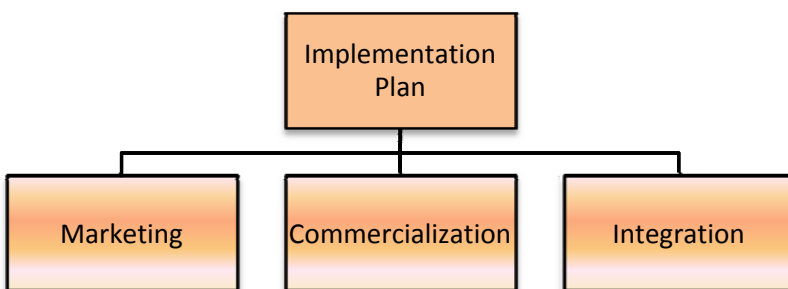 Implementation
Plan
Marketing
Commercialization
Integration